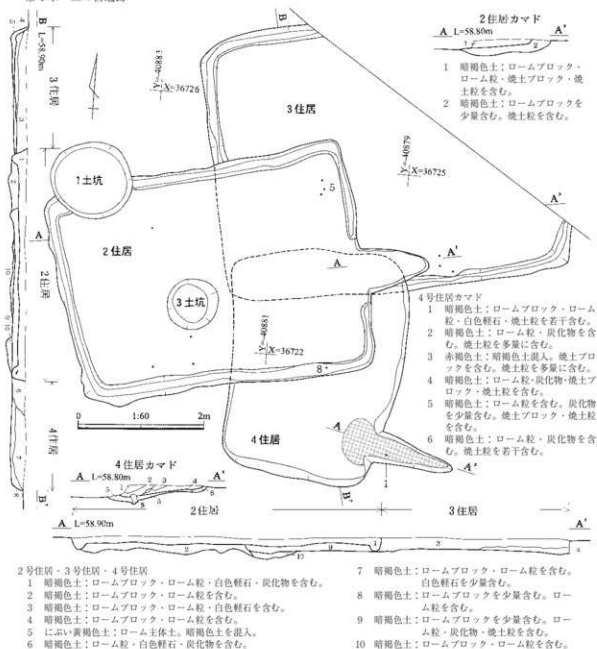 2住居カマド
A L=58.80m A'
1 2
1 暗褐色土：ロームブロック・
ローム粒・焼土ブロック・焼
土粒を含む。
2 暗褐色土：ロームブロックを
少量含む。焼土粒を含む。
B
B
L=58.90m
3住居
2住居
4住居
B'
X=36726
3住居
Y=-40879
X=36725
1土坑
5
A
A'
2住居
A
A'
3土坑
Y=-40881
X=36722
8
0 1:60 2m
4住居
A
A'
B'
1
4号住居カマド
1 暗褐色土：ロームブロック・ローム
粒・白色軽石・焼土粒を若干含む。
2 暗褐色土：ローム粒・炭化物を含
む。焼土粒を多量に含む。
3 赤褐色土：暗褐色土混入。焼土ブロ
ックを含む。焼土粒を多量に含む。
4 暗褐色土：ローム粒・炭化物・焼土ブ
ロック・焼土粒を含む。
5 暗褐色土：ローム粒を含む。炭化物
を少量含む。焼土ブロック・焼土粒
を含む。
6 暗褐色土：ローム粒・炭化物を含
む。焼土粒を若干含む。
4住居カマド
A L=58.80m A'
2住居
3住居
A L=58.90m A'
2号住居・3号住居・4号住居
1 暗褐色土：ロームブロック・ローム粒・白色軽石・炭化物を含む。
2 暗褐色土：ロームブロック・ローム粒を含む。
3 暗褐色土：ロームブロック・ローム粒・白色軽石を含む。
4 暗褐色土：ロームブロック・ローム粒を含む。
5 にぶい黄褐色土：ローム主体土。暗褐色土を混入。
6 暗褐色土：ローム粒・白色軽石・炭化物を含む。
7 暗褐色土：ロームブロック・ローム粒を含む。
白色軽石を少量含む。
8 暗褐色土：ロームブロックを少量含む。ロー
ム粒を含む。
9 暗褐色土：ロームブロックを少量含む。ロー
ム粒・炭化物・焼土粒を含む。
10 暗褐色土：ロームブロック・ローム粒を含む。